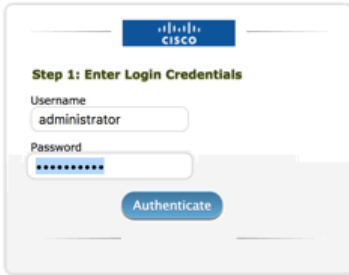 CISCO
Step 1: Enter Login Credentials
Username
administrator
Password
••••••••••
Authenticate